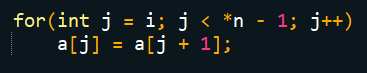 for(int j = i; j < *n - 1; j++)
    a[j] = a[j + 1];